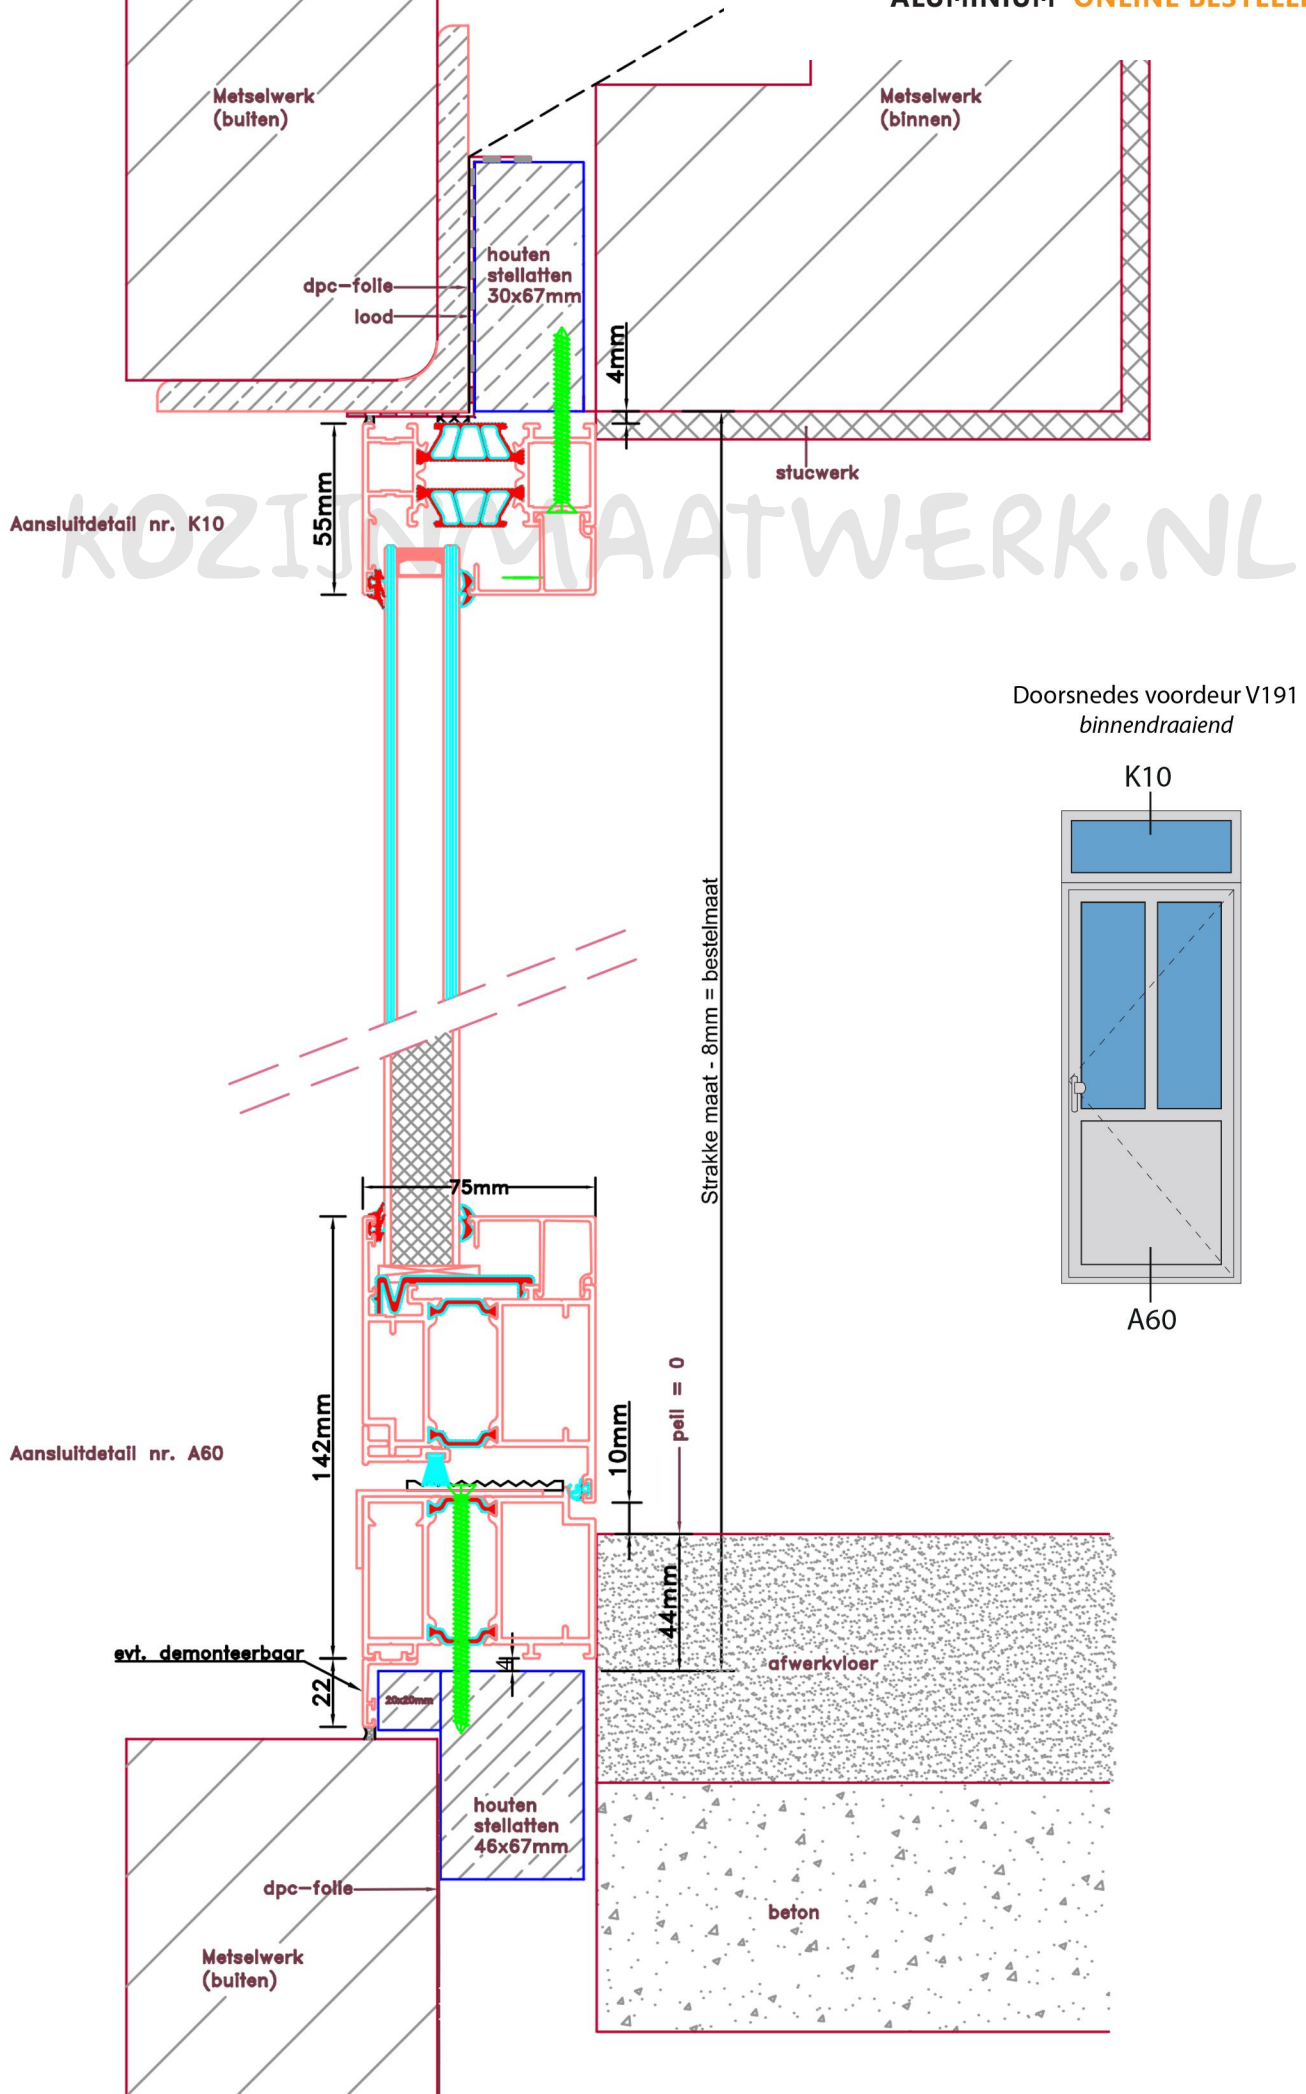 ALUMINIUM ONLINE BESTELLEN
Metselwerk
(buiten)
Metselwerk
(binnen)
houten
stellatten
30x67mm
dpc-folie
lood
4mm
stucwerk
55mm
Aansluitdetail nr. K10
KOZIJNMAATWERK.NL
Doorsnedes voordeur V191
binnendraaiend
K10
A60
Strakke maat - 8mm = bestelmaat
75mm
142mm
Aansluitdetail nr. A60
peil = 0
10mm
44mm
evt. demonteerbaar
22
4
20x20mm
afwerkvloer
houten
stellatten
46x67mm
dpc-folie
beton
Metselwerk
(buiten)